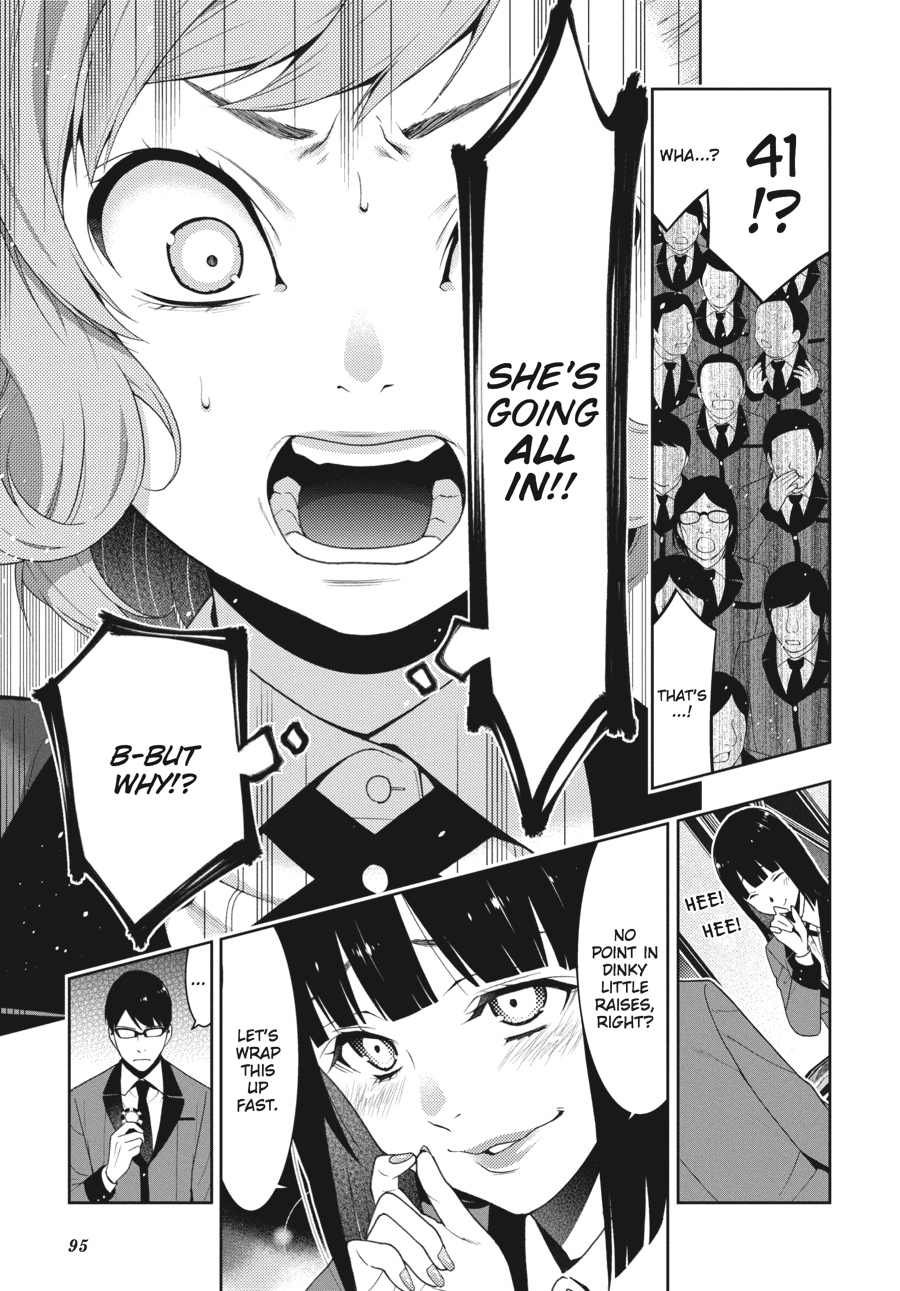 WHA...?
41
!?
THAT'S
...!
SHE'S
GOING
ALL
IN!!
B-BUT
WHY!?
HEE!
HEE!
NO
POINT IN
DINKY
LITTLE
RAISES,
RIGHT?
LET'S
WRAP
THIS
UP
FAST.
...
95